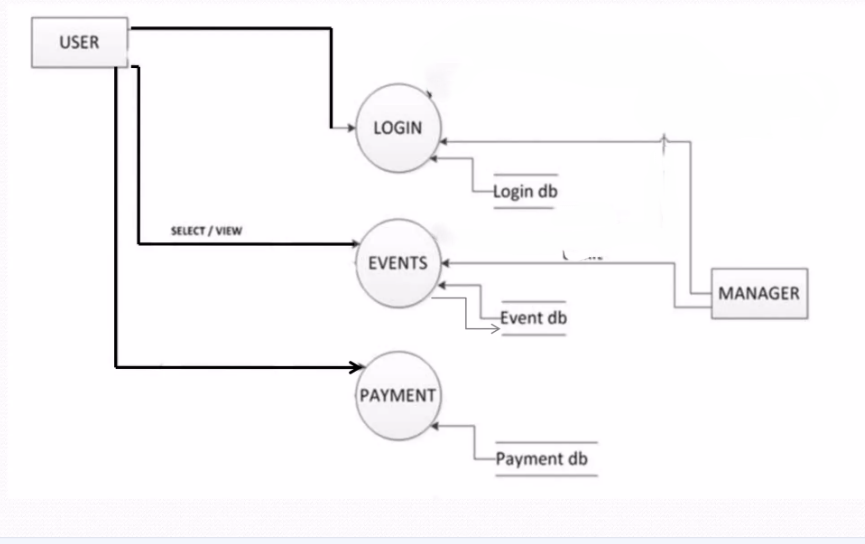 USER
LOGIN
Login db
SELECT / VIEW
EVENTS
MANAGER
Event db
PAYMENT
Payment db